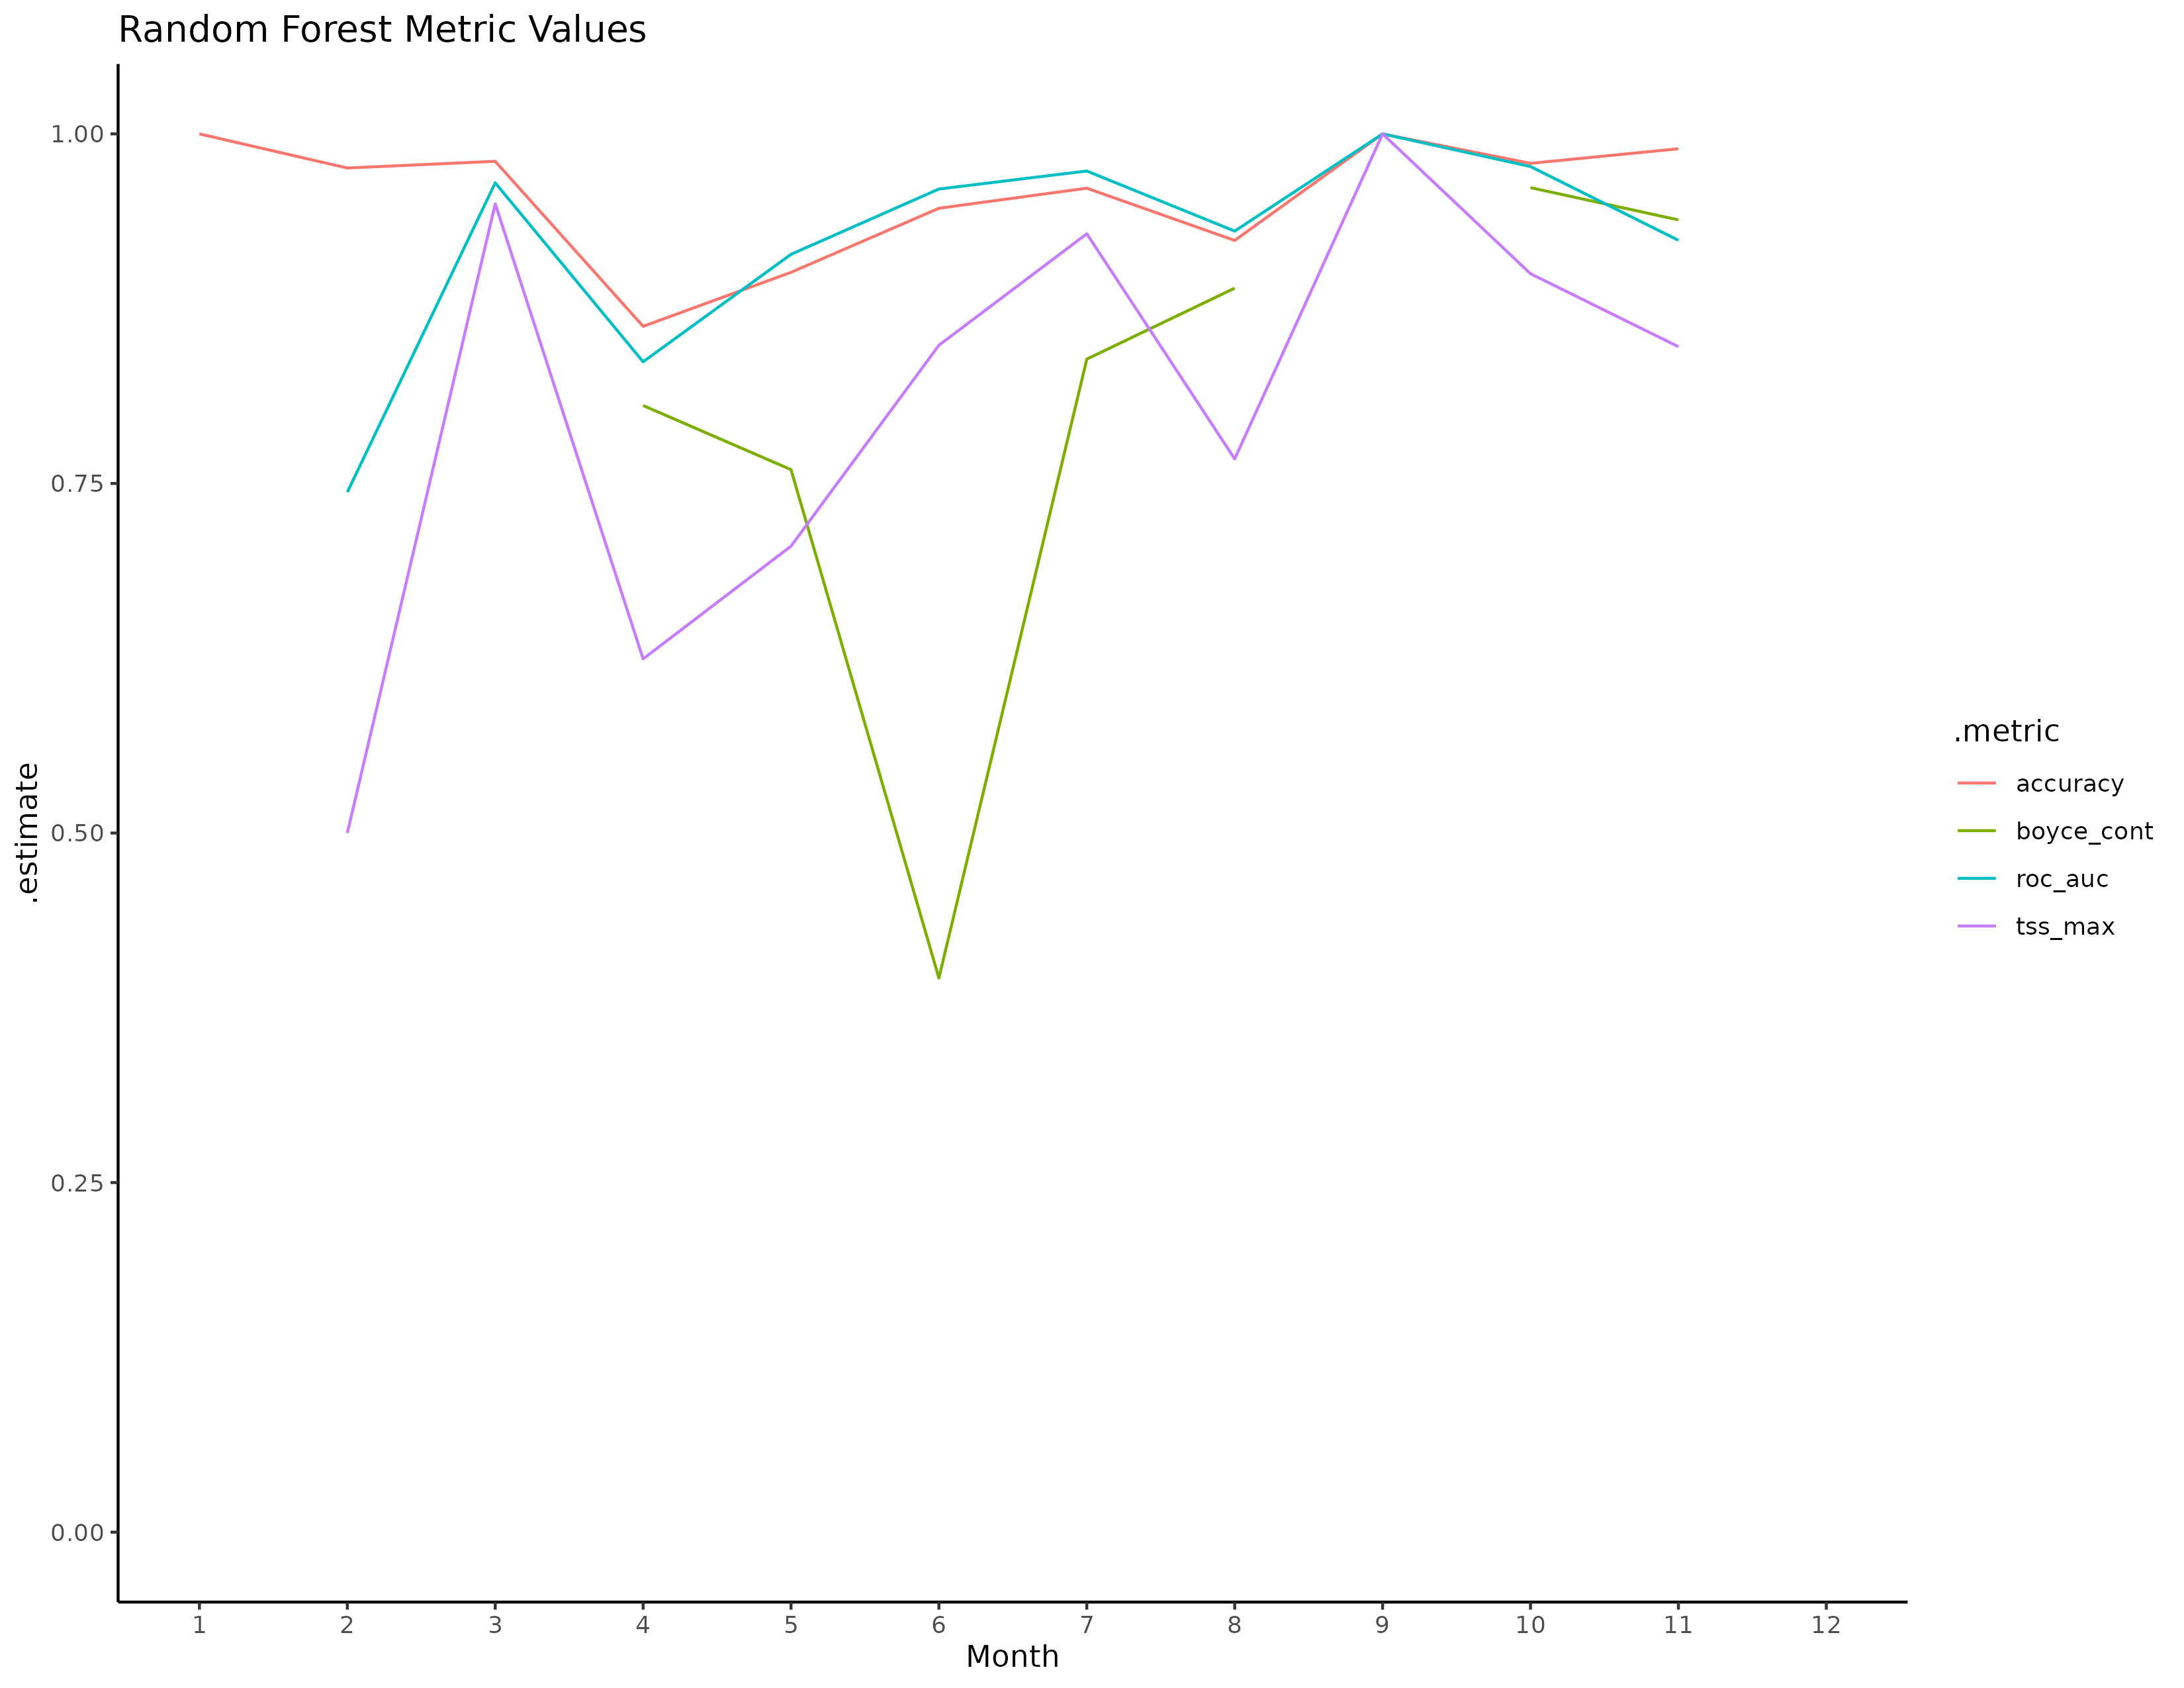 Random Forest Metric Values
1.00
0.75
0.50
0.25
0.00
.estimate
1 2 3 4 5 6 7 8 9 10 11 12
Month
.metric
accuracy
boyce_cont
roc_auc
tss_max